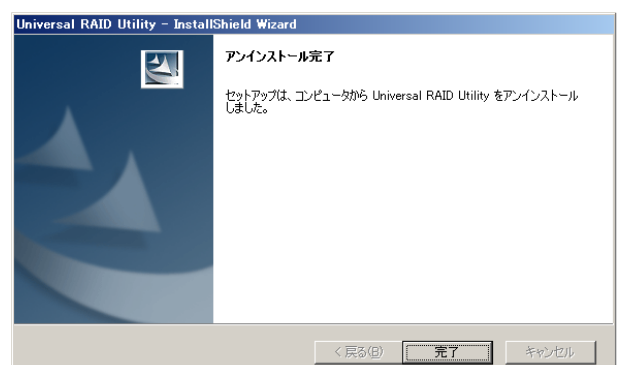 Universal RAID Utility - InstallShield Wizard
アンインストール完了
セットアップは、コンピュータから Universal RAID Utility をアンインストール
しました。
< 戻る(B)
完了
キャンセル